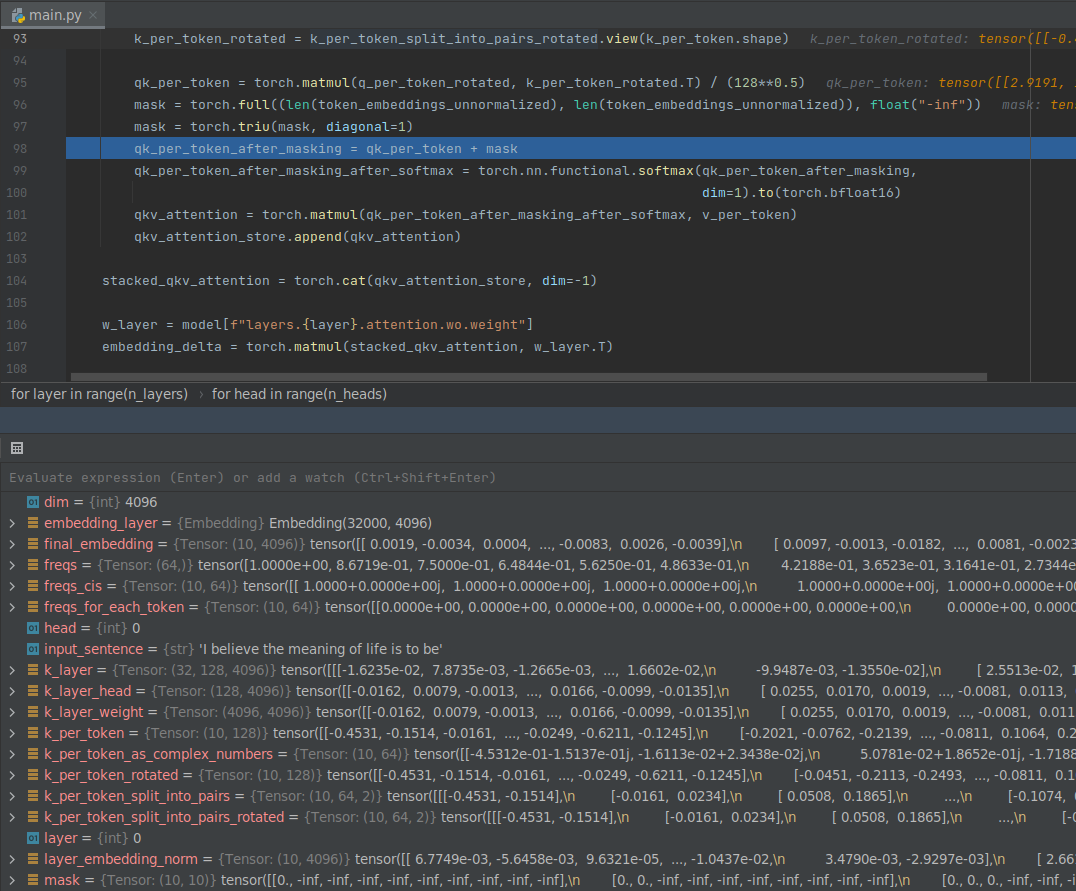 main.py
93 k_per_token_rotated = k_per_token_split_into_pairs_rotated.view(k_per_token.shape) k_per_token_rotated: tensor([[-0.
94
95 qk_per_token = torch.matmul(q_per_token_rotated, k_per_token_rotated.T) / (128**0.5) qk_per_token: tensor([[2.9191,
96 mask = torch.full((len(token_embeddings_unnormalized), len(token_embeddings_unnormalized)), float("-inf")) mask: ten
97 mask = torch.triu(mask, diagonal=1)
98 qk_per_token_after_masking = qk_per_token + mask
99 qk_per_token_after_masking_after_softmax = torch.nn.functional.softmax(qk_per_token_after_masking,
100 dim=1).to(torch.bfloat16)
101 qkv_attention = torch.matmul(qk_per_token_after_masking_after_softmax, v_per_token)
102 qkv_attention_store.append(qkv_attention)
103
104 stacked_qkv_attention = torch.cat(qkv_attention_store, dim=-1)
105
106 w_layer = model[f"layers.{layer}.attention.wo.weight"]
107 embedding_delta = torch.matmul(stacked_qkv_attention, w_layer.T)
108
for layer in range(n_layers) › for head in range(n_heads)
Evaluate expression (Enter) or add a watch (Ctrl+Shift+Enter)
01 dim = {int} 4096
embedding_layer = {Embedding} Embedding(32000, 4096)
final_embedding = {Tensor: (10, 4096)} tensor([[ 0.0019, -0.0034, 0.0004, ..., -0.0083, 0.0026, -0.0039],\n [ 0.0097, -0.0013, -0.0182, ..., 0.0081, -0.0023
freqs = {Tensor: (64,)} tensor([1.0000e+00, 8.6719e-01, 7.5000e-01, 6.4844e-01, 5.6250e-01, 4.8633e-01,\n 4.2188e-01, 3.6523e-01, 3.1641e-01, 2.7344e
freqs_cis = {Tensor: (10, 64)} tensor([[ 1.0000+0.0000e+00j, 1.0000+0.0000e+00j, 1.0000+0.0000e+00j,\n 1.0000+0.0000e+00j, 1.0000+0.0000e+00
freqs_for_each_token = {Tensor: (10, 64)} tensor([[0.0000e+00, 0.0000e+00, 0.0000e+00, 0.0000e+00, 0.0000e+00, 0.0000e+00,\n 0.0000e+00, 0.0000
01 head = {int} 0
01 input_sentence = {str} 'I believe the meaning of life is to be'
k_layer = {Tensor: (32, 128, 4096)} tensor([[[-1.6235e-02, 7.8735e-03, -1.2665e-03, ..., 1.6602e-02,\n -9.9487e-03, -1.3550e-02],\n [ 2.5513e-02, 1
k_layer_head = {Tensor: (128, 4096)} tensor([[-0.0162, 0.0079, -0.0013, ..., 0.0166, -0.0099, -0.0135],\n [ 0.0255, 0.0170, 0.0019, ..., -0.0081, 0.0113,
k_layer_weight = {Tensor: (4096, 4096)} tensor([[-0.0162, 0.0079, -0.0013, ..., 0.0166, -0.0099, -0.0135],\n [ 0.0255, 0.0170, 0.0019, ..., -0.0081, 0.011
k_per_token = {Tensor: (10, 128)} tensor([[-0.4531, -0.1514, -0.0161, ..., -0.0249, -0.6211, -0.1245],\n [-0.2021, -0.0762, -0.2139, ..., -0.0811, 0.1064, 0.2
k_per_token_as_complex_numbers = {Tensor: (10, 64)} tensor([[-4.5312e-01-1.5137e-01j, -1.6113e-02+2.3438e-02j,\n 5.0781e-02+1.8652e-01j, -1.7188
k_per_token_rotated = {Tensor: (10, 128)} tensor([[-0.4531, -0.1514, -0.0161, ..., -0.0249, -0.6211, -0.1245],\n [-0.0451, -0.2113, -0.2493, ..., -0.0811, 0.1
k_per_token_split_into_pairs = {Tensor: (10, 64, 2)} tensor([[[-0.4531, -0.1514],\n [-0.0161, 0.0234],\n [ 0.0508, 0.1865],\n ...,\n [-0.1074,
k_per_token_split_into_pairs_rotated = {Tensor: (10, 64, 2)} tensor([[[-0.4531, -0.1514],\n [-0.0161, 0.0234],\n [ 0.0508, 0.1865],\n ...,\n [-0
01 layer = {int} 0
layer_embedding_norm = {Tensor: (10, 4096)} tensor([[ 6.7749e-03, -5.6458e-03, 9.6321e-05, ..., -1.0437e-02,\n 3.4790e-03, -2.9297e-03],\n [ 2.66
mask = {Tensor: (10, 10)} tensor([[0., -inf, -inf, -inf, -inf, -inf, -inf, -inf, -inf, -inf],\n [0., 0., -inf, -inf, -inf, -inf, -inf, -inf, -inf, -inf],\n [0., 0., 0., -inf, -inf, -i